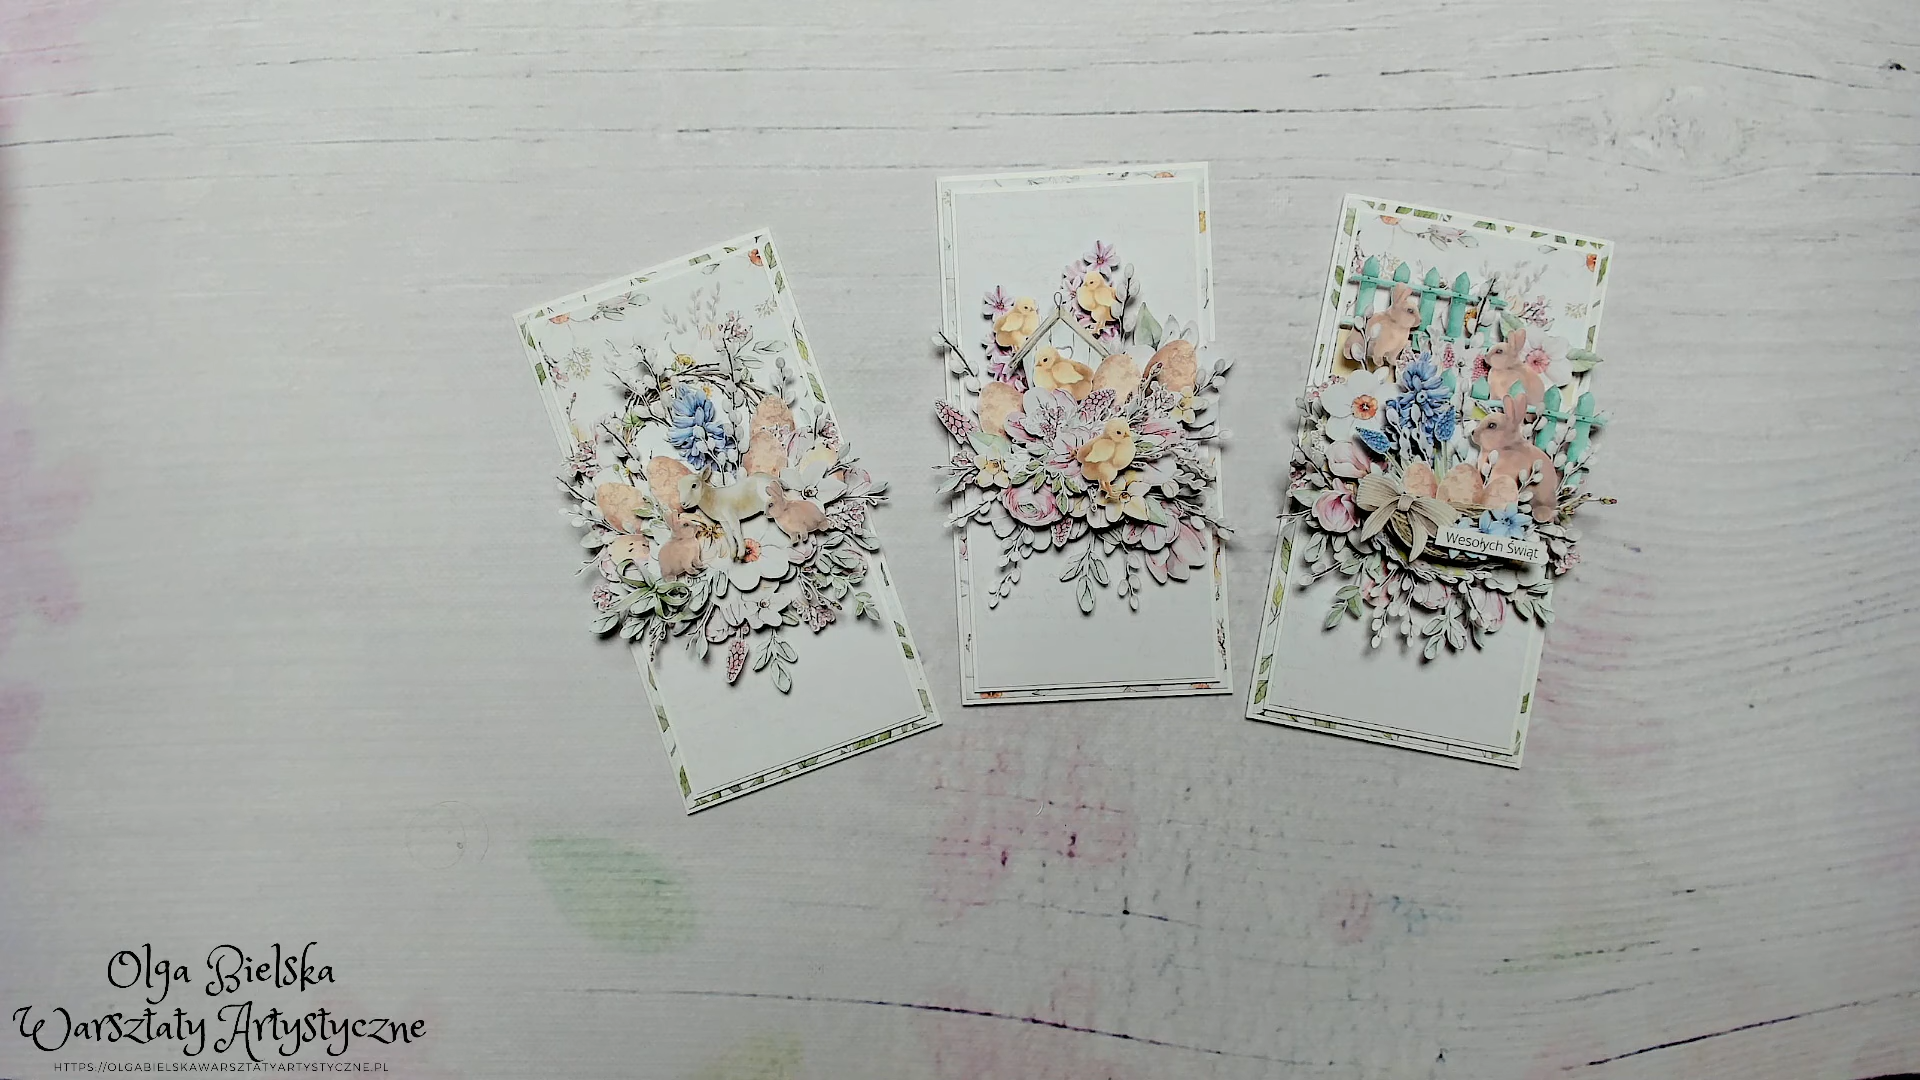 Wesołych Świąt
Olga Bielska
Warsztaty Artystyczne
HTTPS://OLGABIELSKAWARSZTATYARTYSTYCZNE.PL